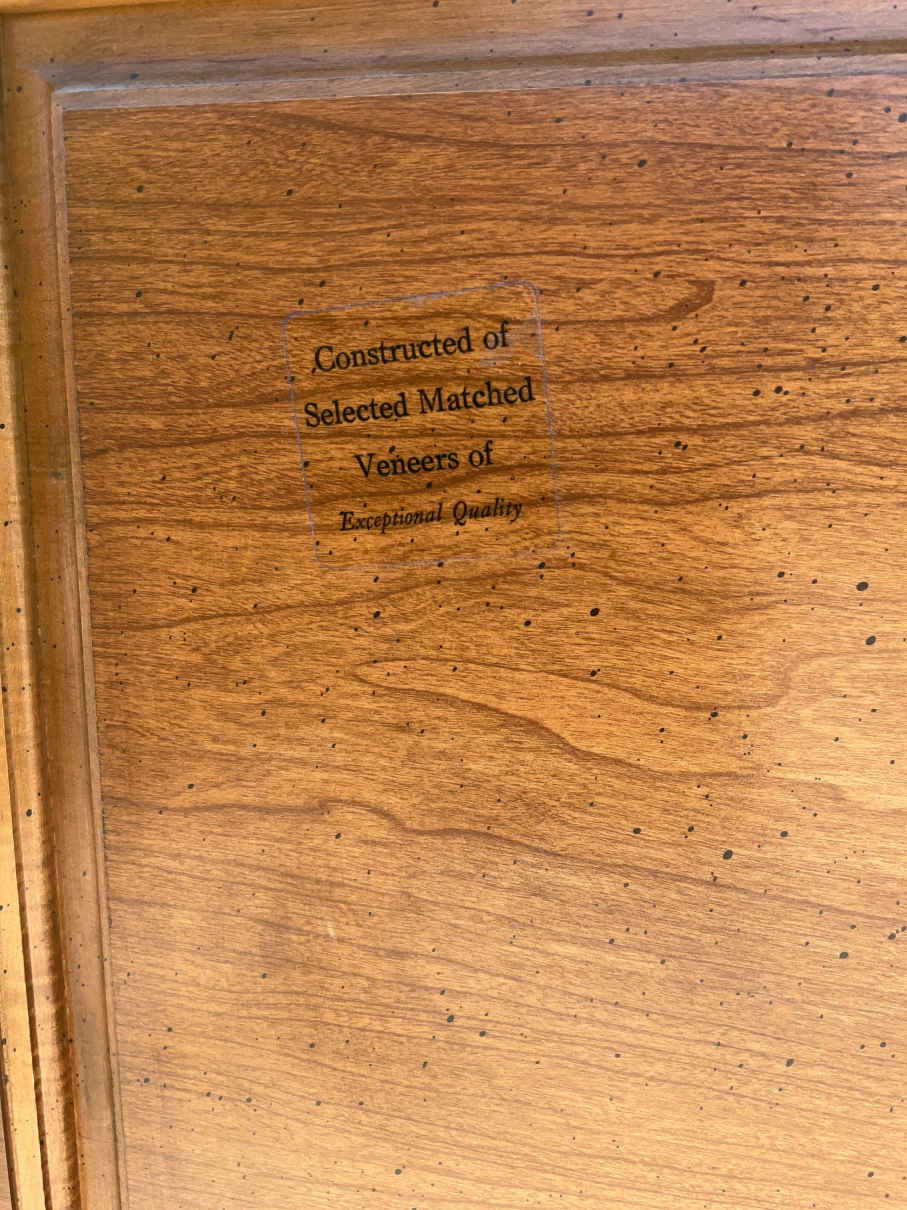 Constructed of
Selected Matched
Veneers of
Exceptional Quality